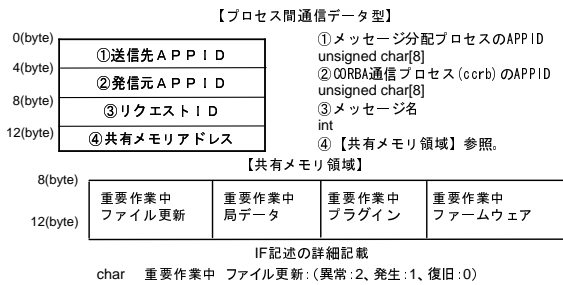 【プロセス間通信データ型】
0(byte)
4(byte)
8(byte)
12(byte)
①送信先ＡＰＰＩＤ
②発信元ＡＰＰＩＤ
③リクエストＩＤ
④共有メモリアドレス
①メッセージ分配プロセスのAPPID
unsigned char[8]
②CORBA通信プロセス(ccrb)のAPPID
unsigned char[8]
③メッセージ名
int
④【共有メモリ領域】参照。
【共有メモリ領域】
8(byte)
12(byte)
重要作業中
ファイル更新
重要作業中
局データ
重要作業中
プラグイン
重要作業中
ファームウェア
IF記述の詳細記載
char 重要作業中 ファイル更新:(異常:2、発生:1、復旧:0)